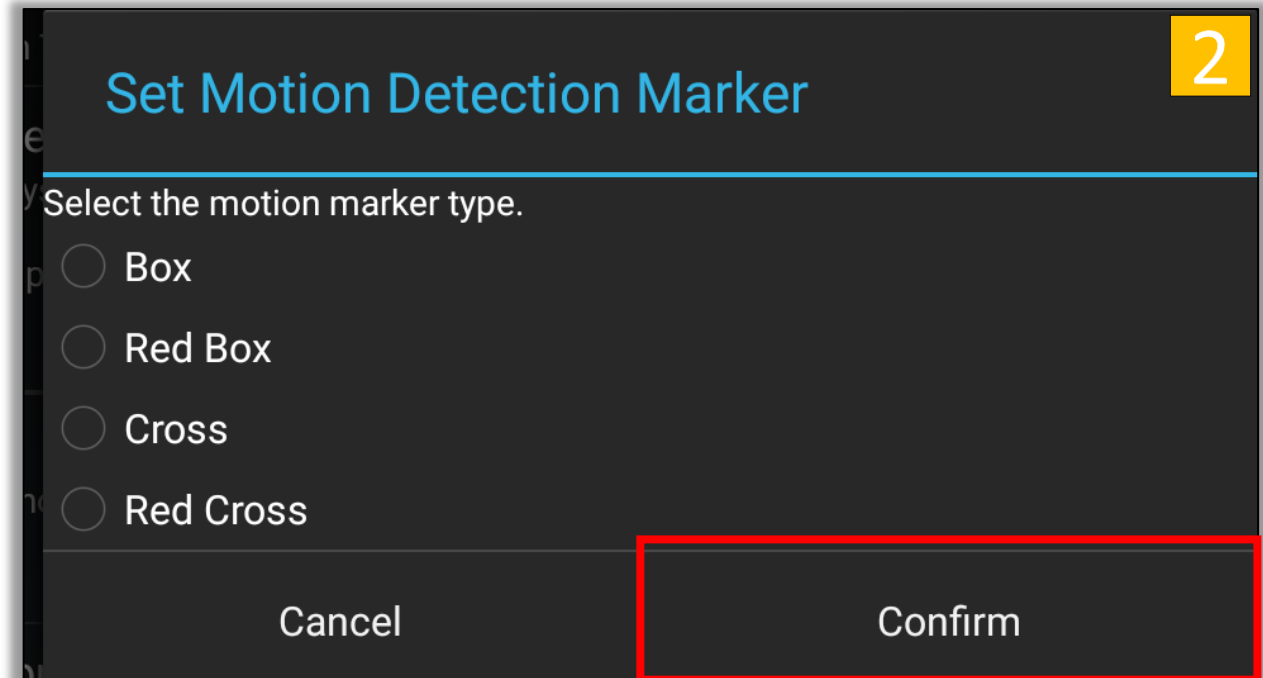 2
Set Motion Detection Marker
Select the motion marker type.
Box
Red Box
Cross
Red Cross
Cancel
Confirm